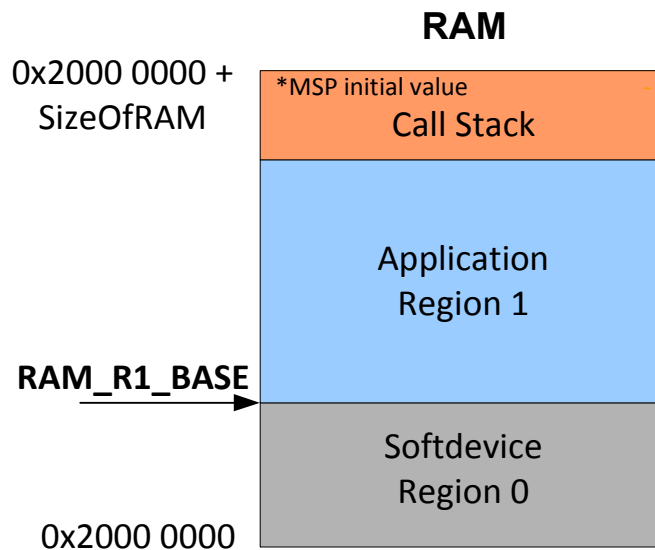 RAM
0x2000 0000 +
SizeOfRAM
*MSP initial value
Call Stack
Application
Region 1
RAM_R1_BASE
Softdevice
Region 0
0x2000 0000